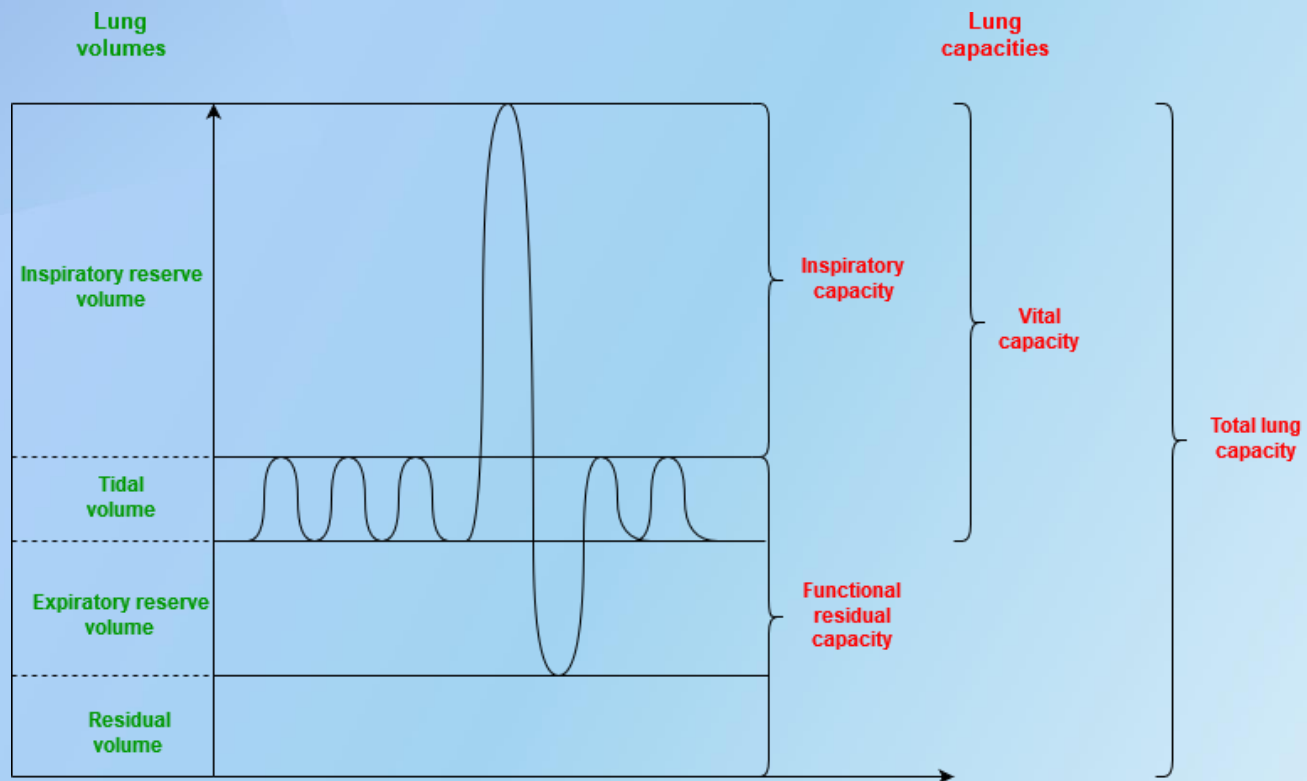 Lung
volumes
Lung
capacities
Inspiratory reserve
volume
Inspiratory
capacity
Vital
capacity
Total lung
capacity
Tidal
volume
Expiratory reserve
volume
Functional
residual
capacity
Residual
volume